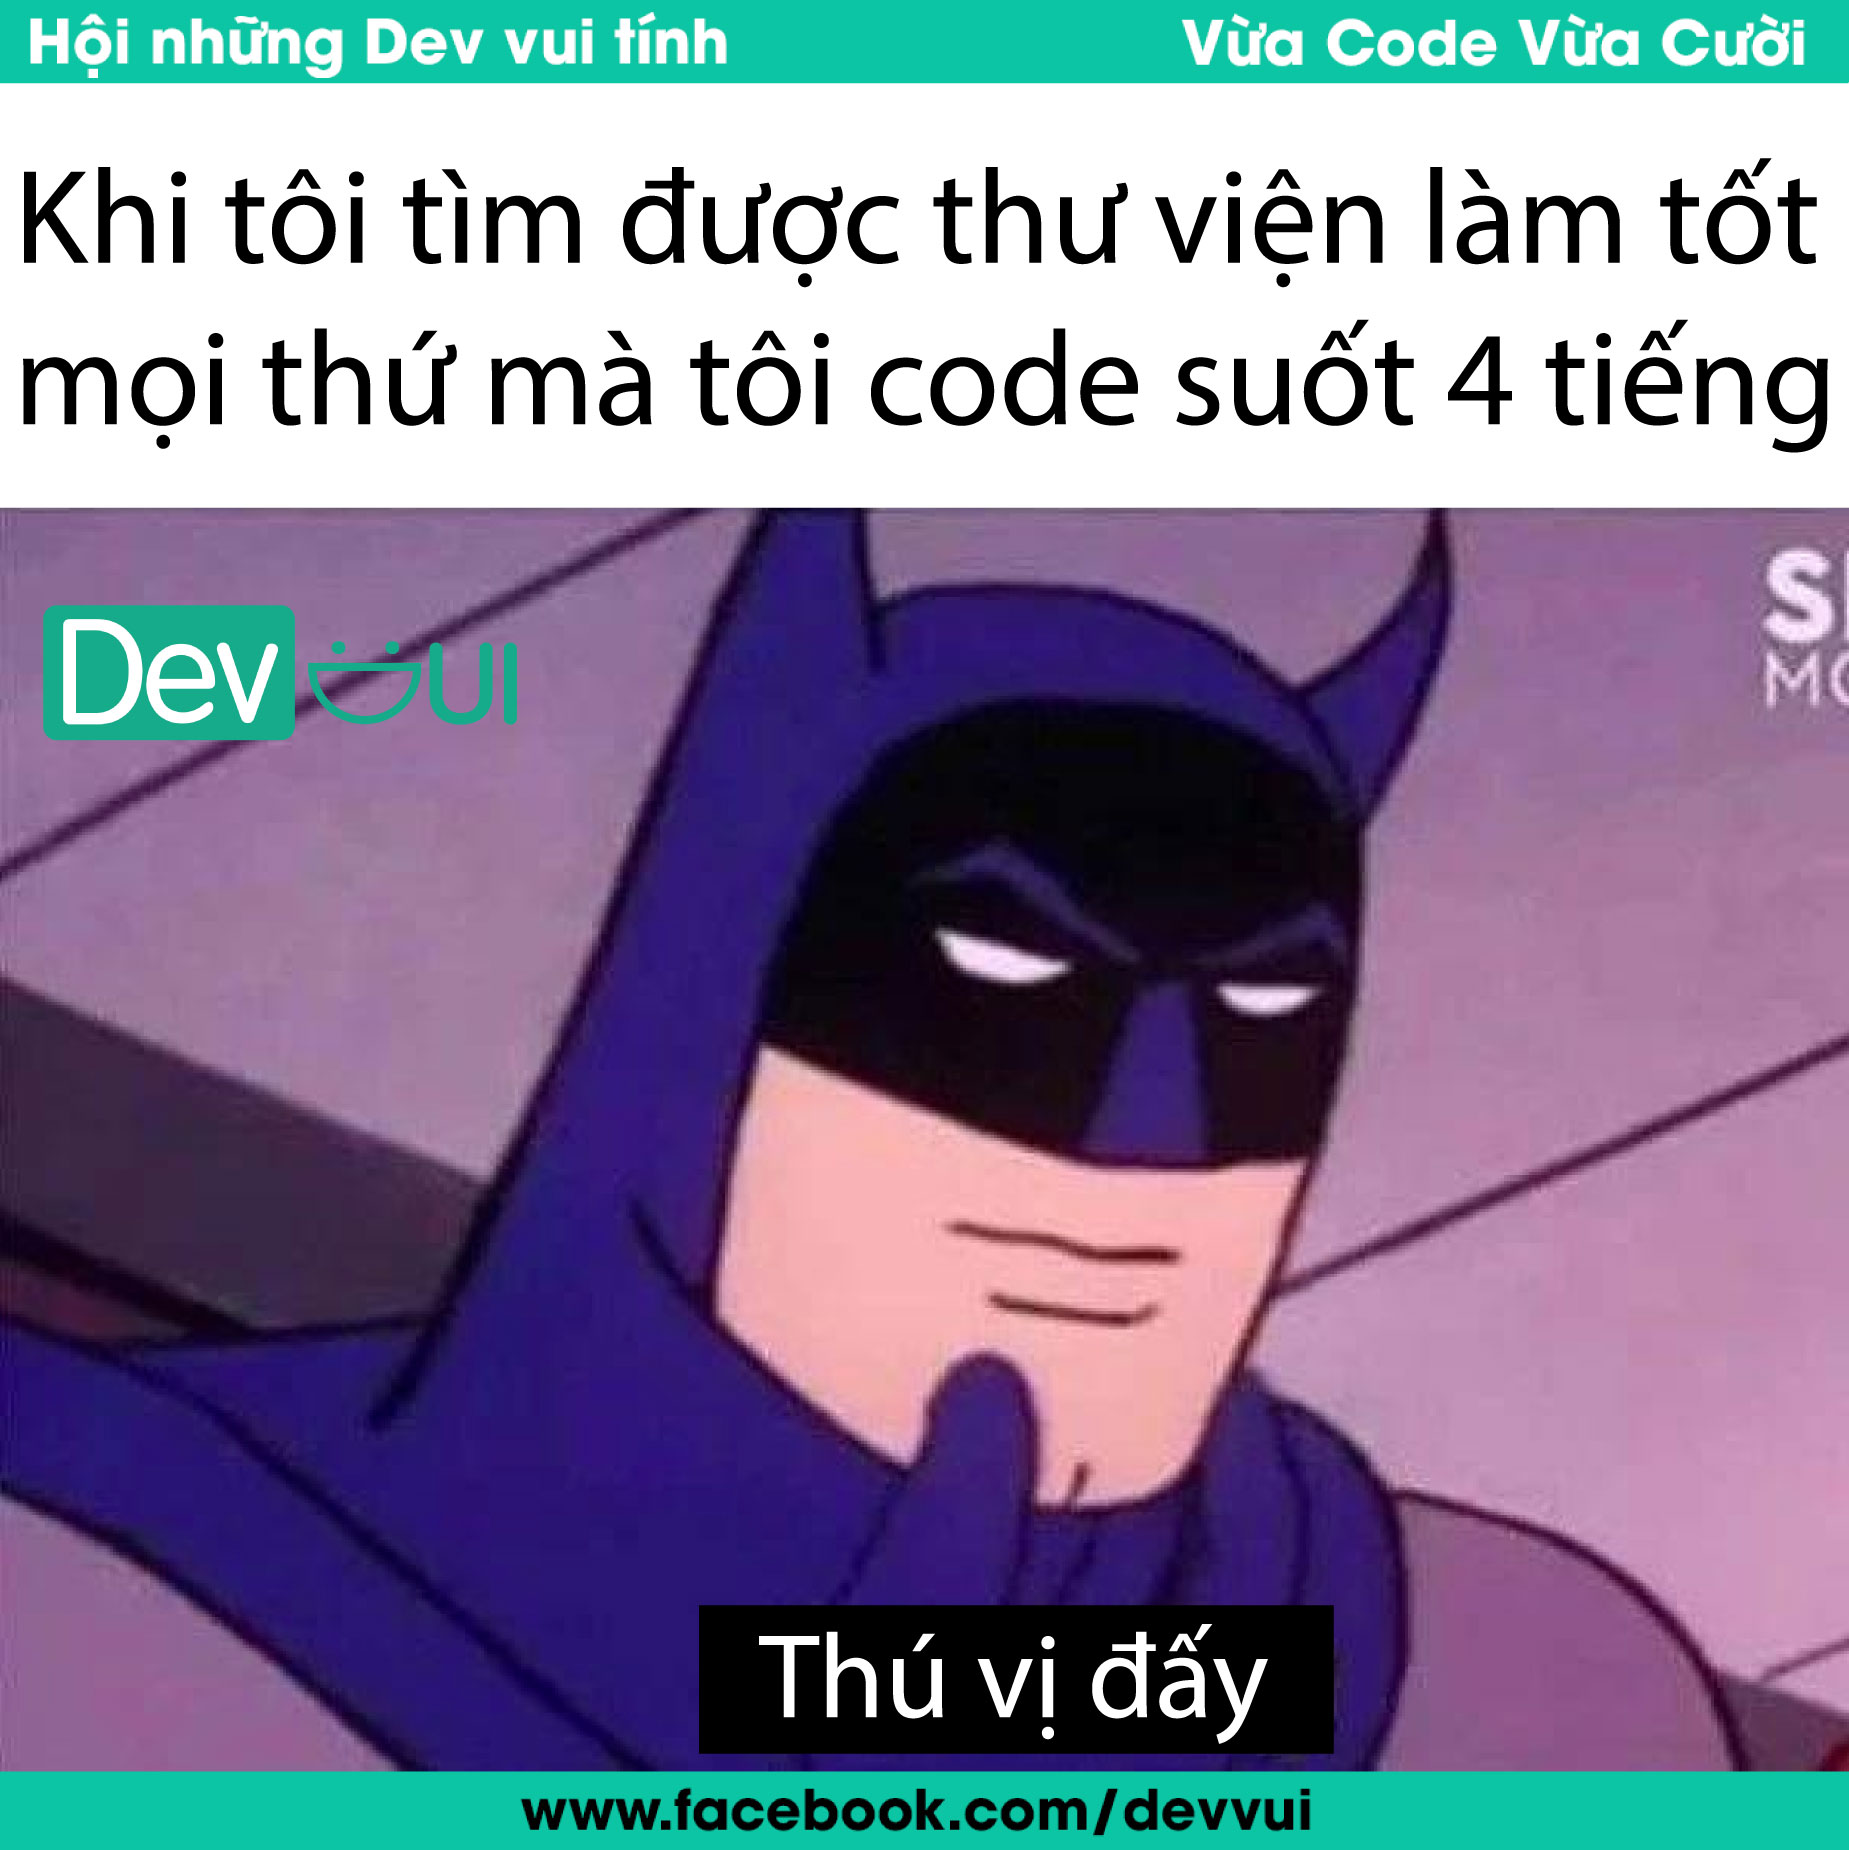 Hội những Dev vui tính
Vừa Code Vừa Cười
Khi tôi tìm được thư viện làm tốt
mọi thứ mà tôi code suốt 4 tiếng
Dev vui
Thú vị đấy
www.facebook.com/devvui